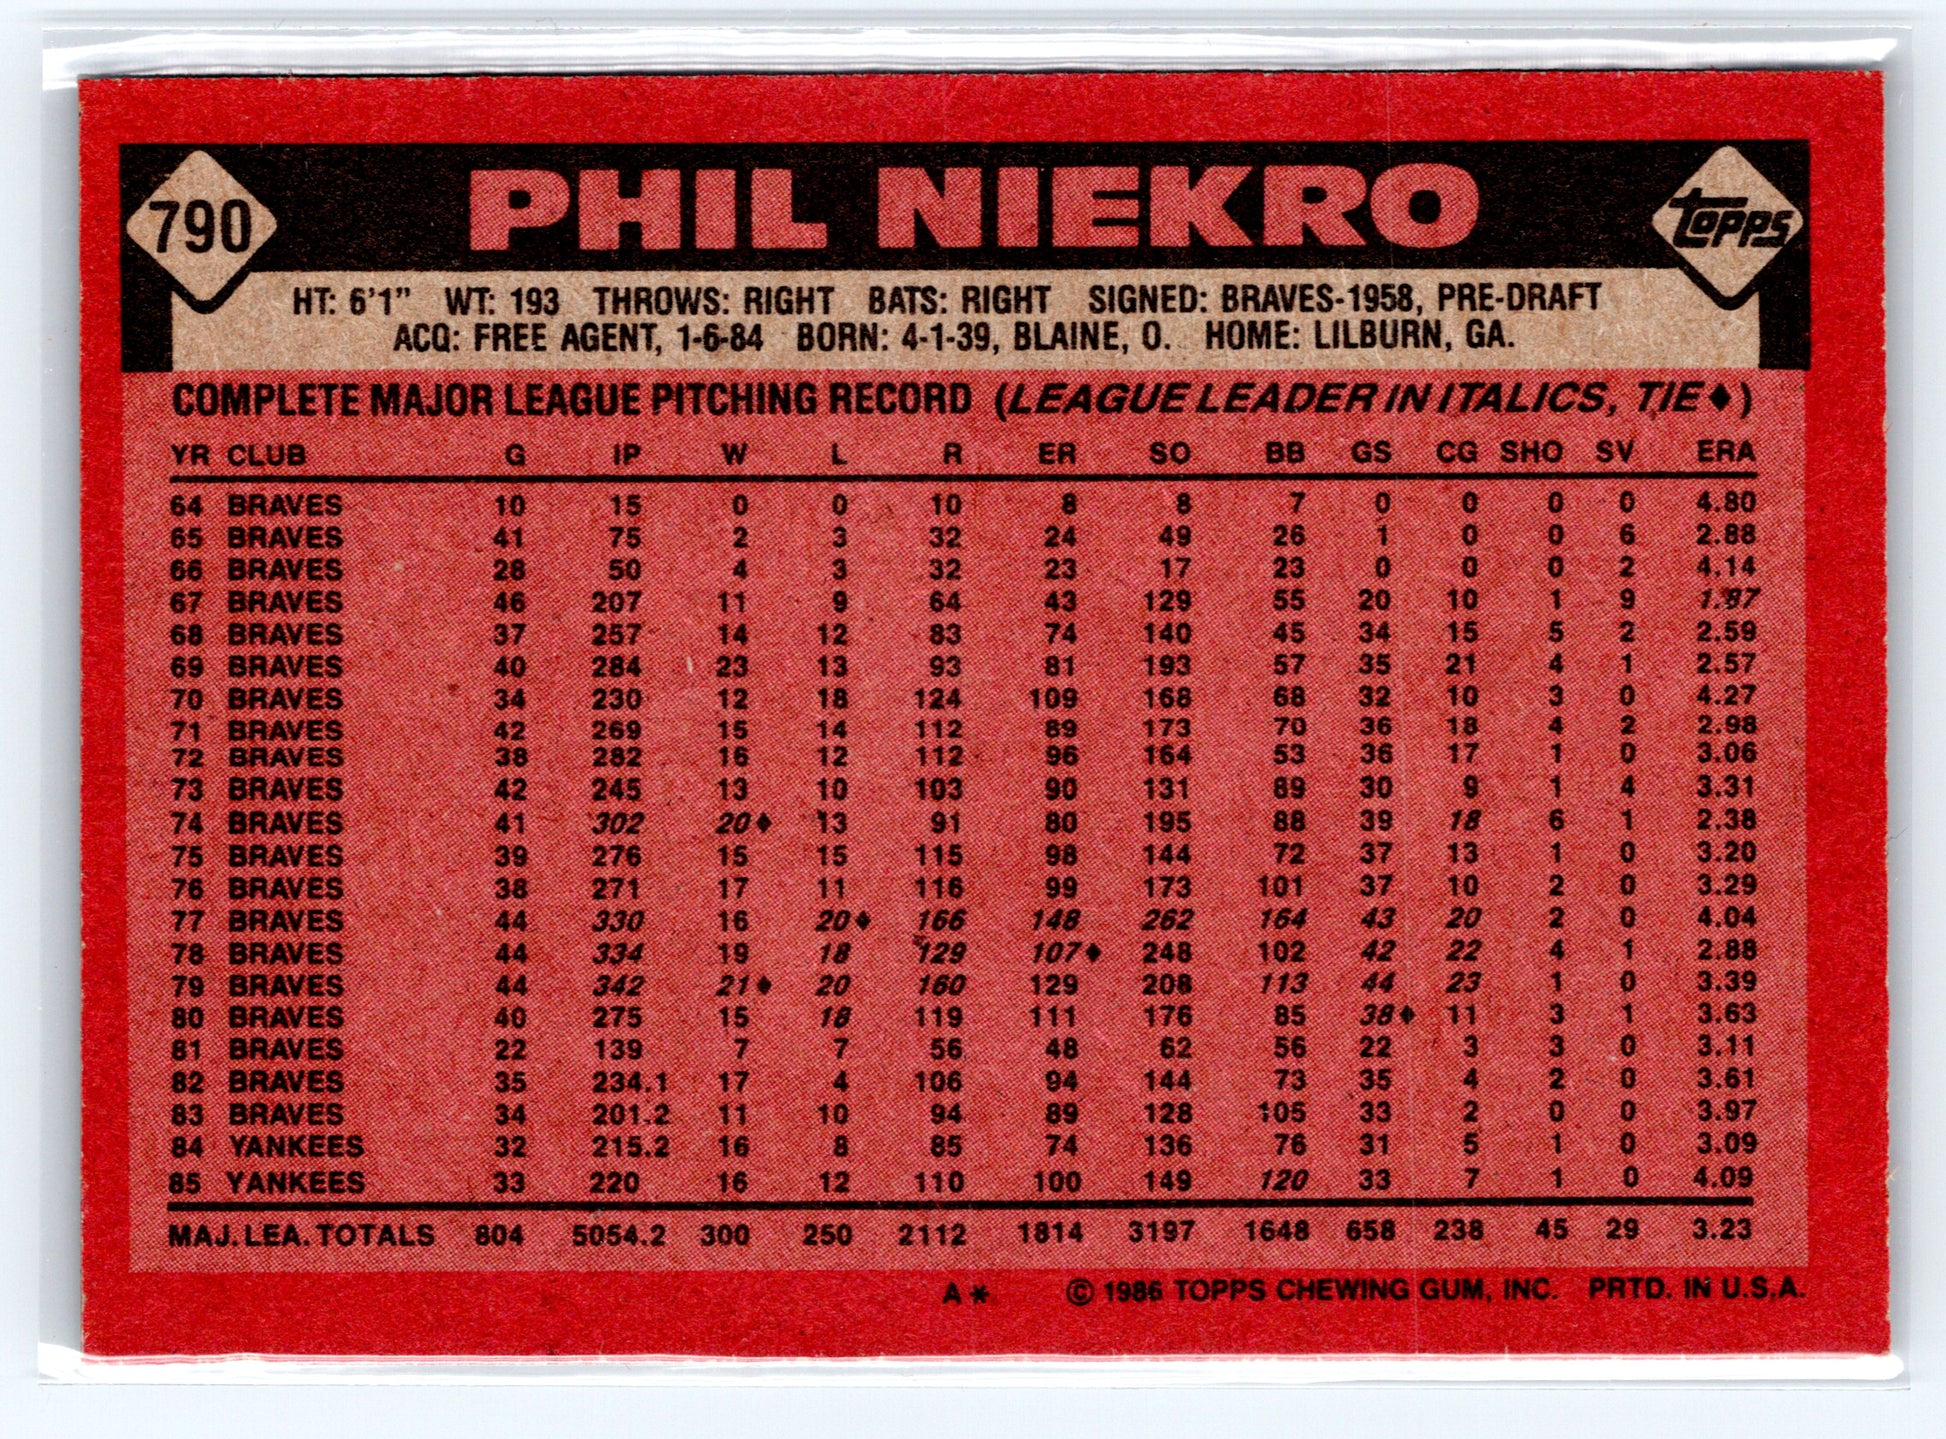 790 PHIL NIEKRO topps
HT: 6'1" WT: 193 THROWS: RIGHT BATS: RIGHT SIGNED: BRAVES-1958, PRE-DRAFT
ACQ: FREE AGENT, 1-6-84 BORN: 4-1-39, BLAINE, O. HOME: LILBURN, GA.
COMPLETE MAJOR LEAGUE PITCHING RECORD (LEAGUE LEADER IN ITALICS, TIE♦)
YR CLUB G IP W L R ER SO BB GS CG SHO SV ERA
64 BRAVES 10 15 0 0 10 8 8 7 0 0 0 0 4.80
65 BRAVES 41 75 2 3 32 24 49 26 1 0 0 6 2.88
66 BRAVES 28 50 4 3 32 23 17 23 0 0 0 2 4.14
67 BRAVES 46 207 11 9 64 43 129 55 20 10 1 9 1.87
68 BRAVES 37 257 14 12 83 74 140 45 34 15 5 2 2.59
69 BRAVES 40 284 23 13 93 81 193 57 35 21 4 1 2.57
70 BRAVES 34 230 12 18 124 109 168 68 32 10 3 0 4.27
71 BRAVES 42 269 15 14 112 89 173 70 36 18 4 2 2.98
72 BRAVES 38 282 16 12 112 96 164 53 36 17 1 0 3.06
73 BRAVES 42 245 13 10 103 90 131 89 30 9 1 4 3.31
74 BRAVES 41 302 20♦ 13 91 80 195 88 39 18 6 1 2.38
75 BRAVES 39 276 15 15 115 98 144 72 37 13 1 0 3.20
76 BRAVES 38 271 17 11 116 99 173 101 37 10 2 0 3.29
77 BRAVES 44 330 16 20♦ 166 148 262 164 43 20 2 0 4.04
78 BRAVES 44 334 19 18 129 107♦ 248 102 42 22 4 1 2.88
79 BRAVES 44 342 21♦ 20 160 129 208 113 44 23 1 0 3.39
80 BRAVES 40 275 15 18 119 111 176 85 38♦ 11 3 1 3.63
81 BRAVES 22 139 7 7 56 48 62 56 22 3 3 0 3.11
82 BRAVES 35 234.1 17 4 106 94 144 73 35 4 2 0 3.61
83 BRAVES 34 201.2 11 10 94 89 128 105 33 2 0 0 3.97
84 YANKEES 32 215.2 16 8 85 74 136 76 31 5 1 0 3.09
85 YANKEES 33 220 16 12 110 100 149 120 33 7 1 0 4.09
MAJ. LEA. TOTALS 804 5054.2 300 250 2112 1814 3197 1648 658 238 45 29 3.23
A* © 1986 TOPPS CHEWING GUM, INC. PRTD. IN U.S.A.